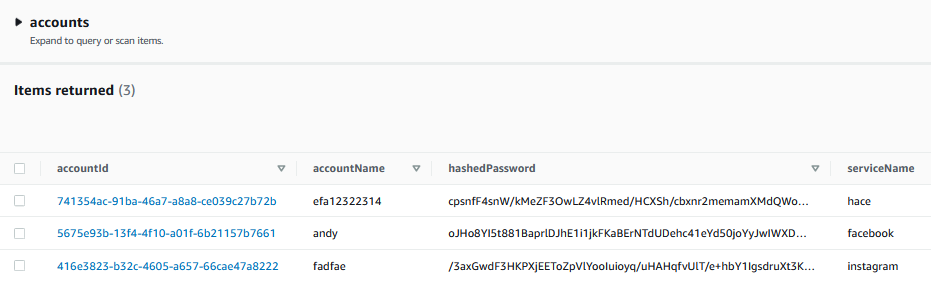 accounts
Expand to query or scan items.
Items returned (3)
accountId accountName hashedPassword serviceName
741354ac-91ba-46a7-a8a8-ce039c27b72b efa12322314 cpsnfF4snW/kMeZF3OwLZ4vlRmed/HCXSh/cbxnr2memamXMdQWo... hace
5675e93b-13f4-4f10-a01f-6b21157b7661 andy oJHo8YI5t881BaprlDJhE1i1jkFKaBErNTdUDehc41eYd50joYyJwIWXD... facebook
416e3823-b32c-4605-a657-66cae47a8222 fadfae /3axGwdF3HKPXjEEToZpVlYooIuioyq/uHAHqfvUlT/e+hbY1IgsdruXt3K... instagram